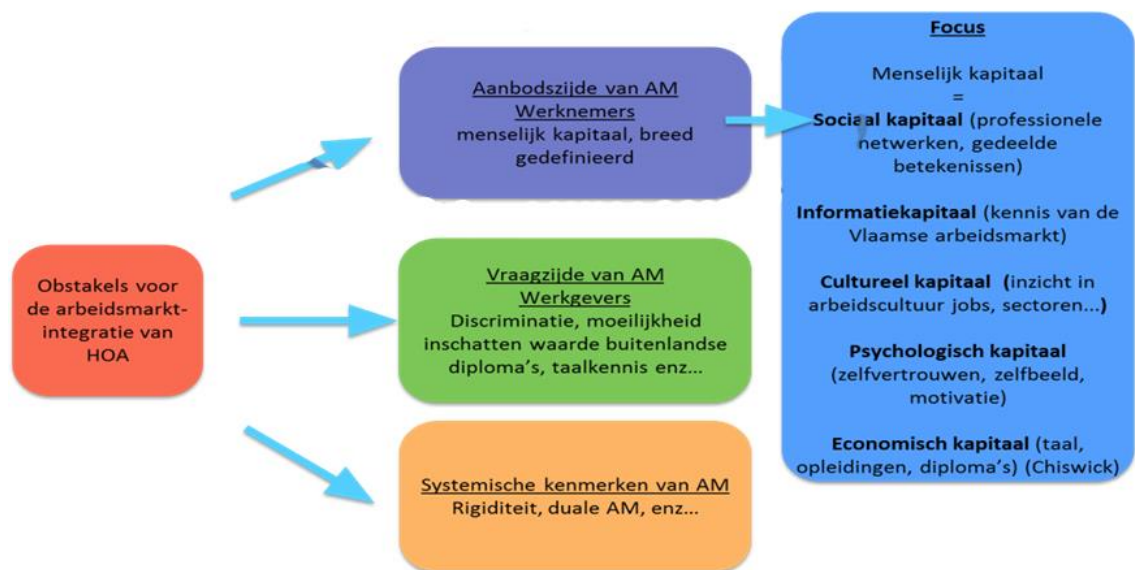 Obstakels voor
de arbeidsmarkt-
integratie van
HOA
Aanbodszijde van AM
Werknemers
menselijk kapitaal, breed
gedefinieerd
Vraagzijde van AM
Werkgevers
Discriminatie, moeilijkheid
inschatten waarde buitenlandse
diploma's, taalkennis enz...
Systemische kenmerken van AM
Rigiditeit, duale AM, enz...
Focus
Menselijk kapitaal
=
Sociaal kapitaal (professionele
netwerken, gedeelde
betekenissen)
Informatiekapitaal (kennis van de
Vlaamse arbeidsmarkt)
Cultureel kapitaal (inzicht in
arbeidscultuur jobs, sectoren...)
Psychologisch kapitaal
(zelfvertrouwen, zelfbeeld,
motivatie)
Economisch kapitaal (taal,
opleidingen, diploma's) (Chiswick)